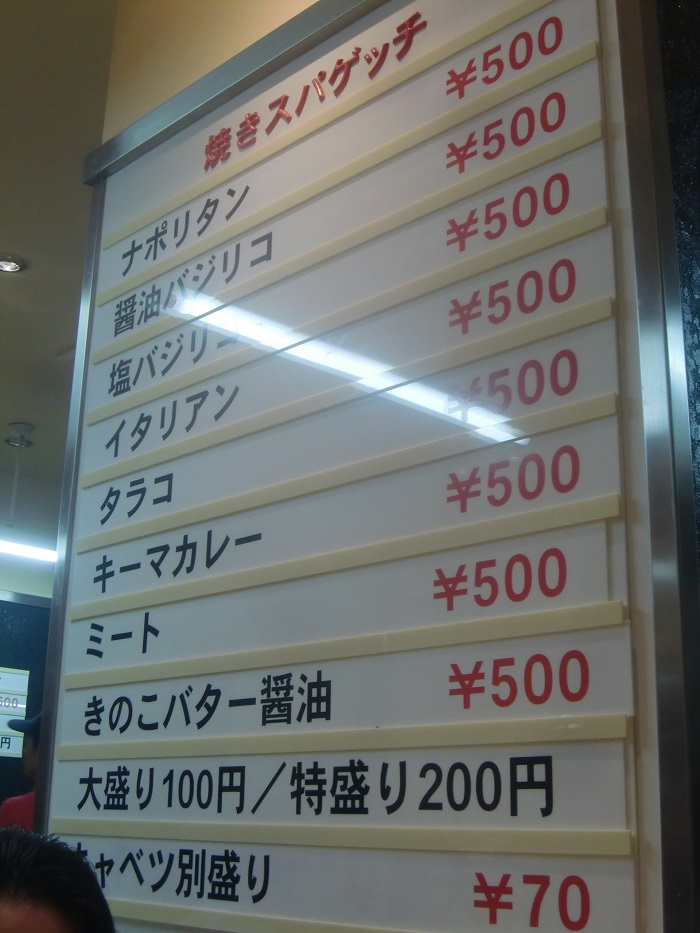 焼きスパゲッチ
ナポリタン ¥500
醤油バジリコ ¥500
塩バジリコ ¥500
イタリアン ¥500
タラコ ¥500
キーマカレー ¥500
ミート ¥500
きのこバター醤油 ¥500
大盛り100円／特盛り200円
キャベツ別盛り ¥70